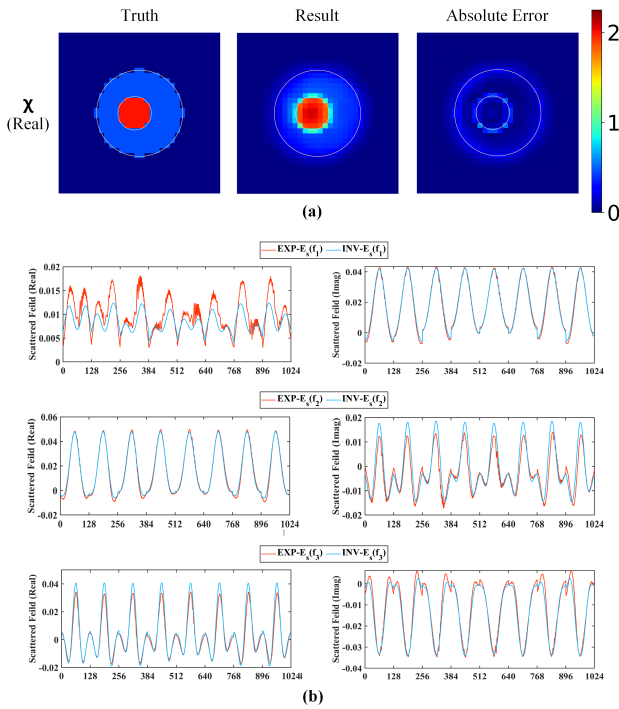 Truth Result Absolute Error
χ
(Real)
2
0
(a)
EXP-Es(f1) INV-Es(f1)
Scattered Feild (Real)
0.02
0.015
0.01
0.005
0
0 128 256 384 512 640 768 896 1024
Scattered Feild (Imag)
0.04
0.02
0
-0.02
0 128 256 384 512 640 768 896 1024
EXP-Es(f2) INV-Es(f2)
Scattered Feild (Real)
0.06
0.04
0.02
0
-0.02
0 128 256 384 512 640 768 896 1024
Scattered Feild (Imag)
0.02
0.01
0
-0.01
-0.02
0 128 256 384 512 640 768 896 1024
EXP-Es(f3) INV-Es(f3)
Scattered Feild (Real)
0.04
0.02
0
-0.02
0 128 256 384 512 640 768 896 1024
Scattered Feild (Imag)
0
-0.01
-0.02
-0.03
-0.04
0 128 256 384 512 640 768 896 1024
(b)